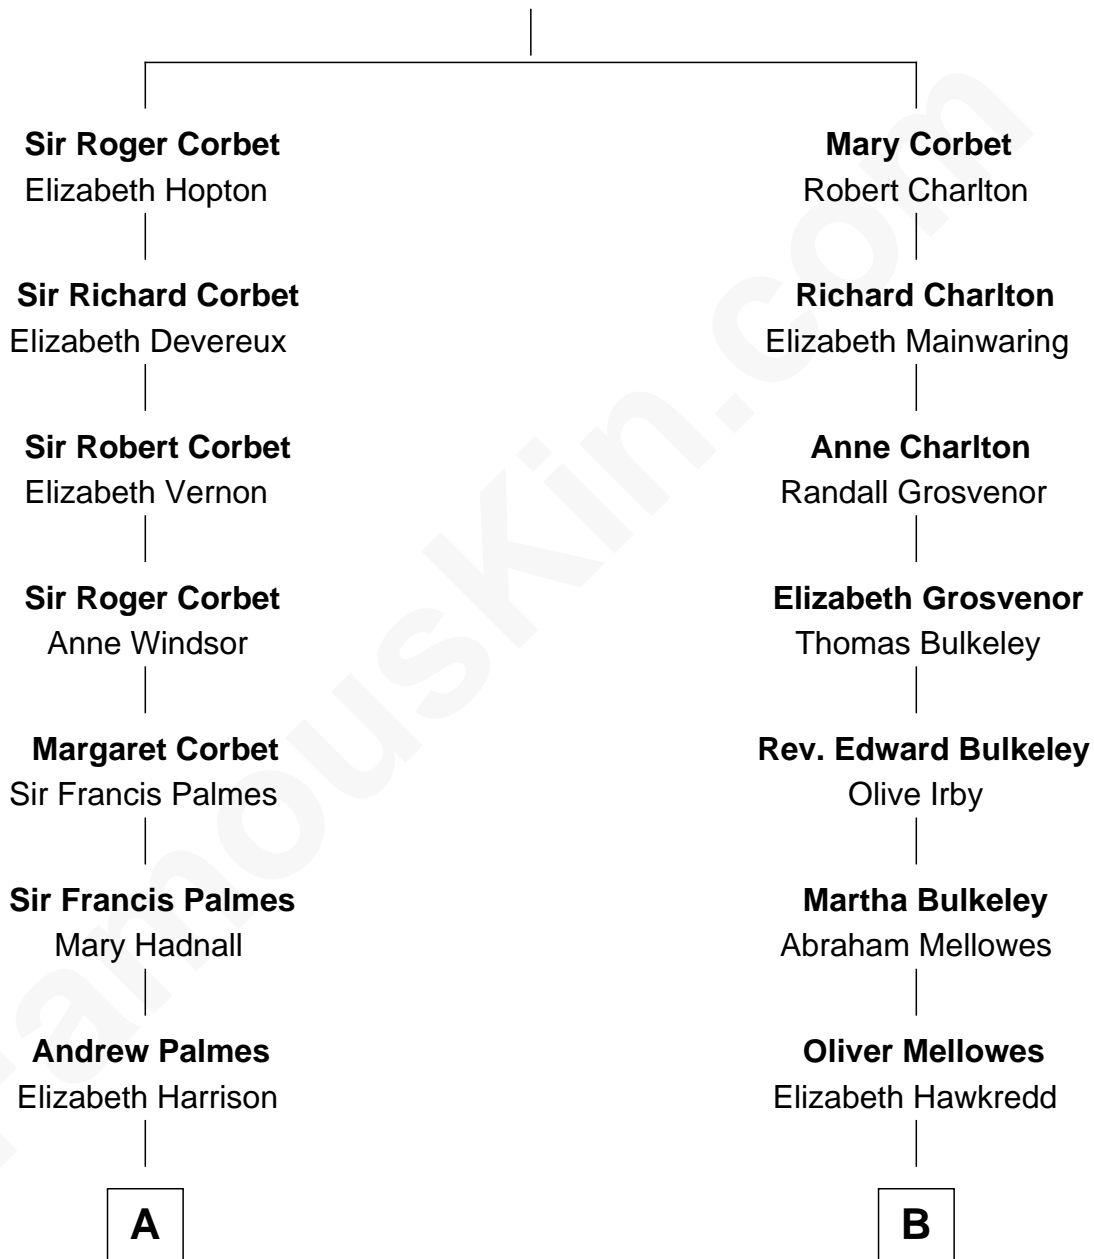 Sir Roger Corbet
Elizabeth Hopton
Sir Richard Corbet
Elizabeth Devereux
Sir Robert Corbet
Elizabeth Vernon
Sir Roger Corbet
Anne Windsor
Margaret Corbet
Sir Francis Palmes
Sir Francis Palmes
Mary Hadnall
Andrew Palmes
Elizabeth Harrison
A
Mary Corbet
Robert Charlton
Richard Charlton
Elizabeth Mainwaring
Anne Charlton
Randall Grosvenor
Elizabeth Grosvenor
Thomas Bulkeley
Rev. Edward Bulkeley
Olive Irby
Martha Bulkeley
Abraham Mellowes
Oliver Mellowes
Elizabeth Hawkredd
B
FamousKin.com